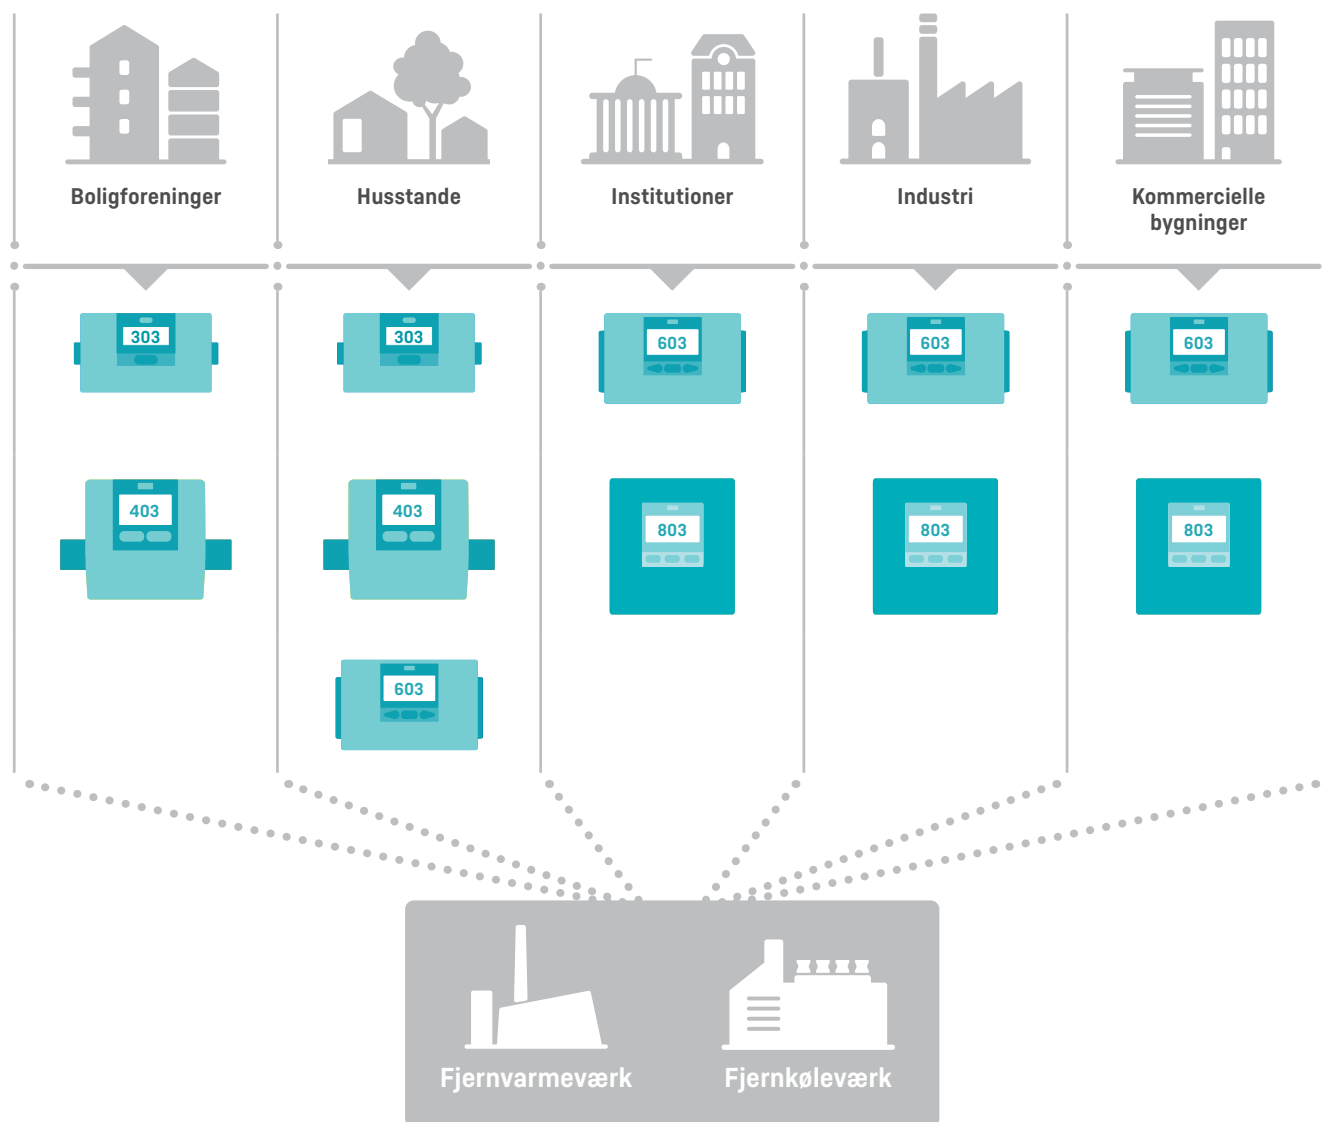 Boligforeninger
Husstande
Institutioner
Industri
Kommercielle
bygninger
303
303
603
603
603
403
403
803
803
803
603
Fjernvarmeværk
Fjernkøleværk